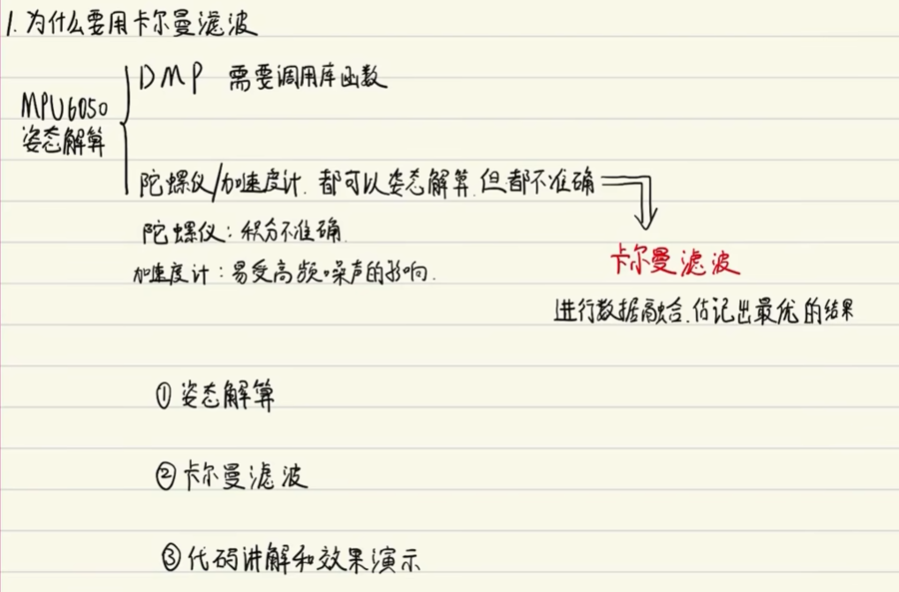 1. 为什么要用卡尔曼滤波
DMP 需要调用库函数
MPU6050
姿态解算
陀螺仪/加速度计. 都可以姿态解算.但都不准确
陀螺仪：积分不准确.
加速度计：易受高频噪声的影响.
卡尔曼滤波
进行数据融合.估记出最优的结果
① 姿态解算
② 卡尔曼滤波
③ 代码讲解和效果演示